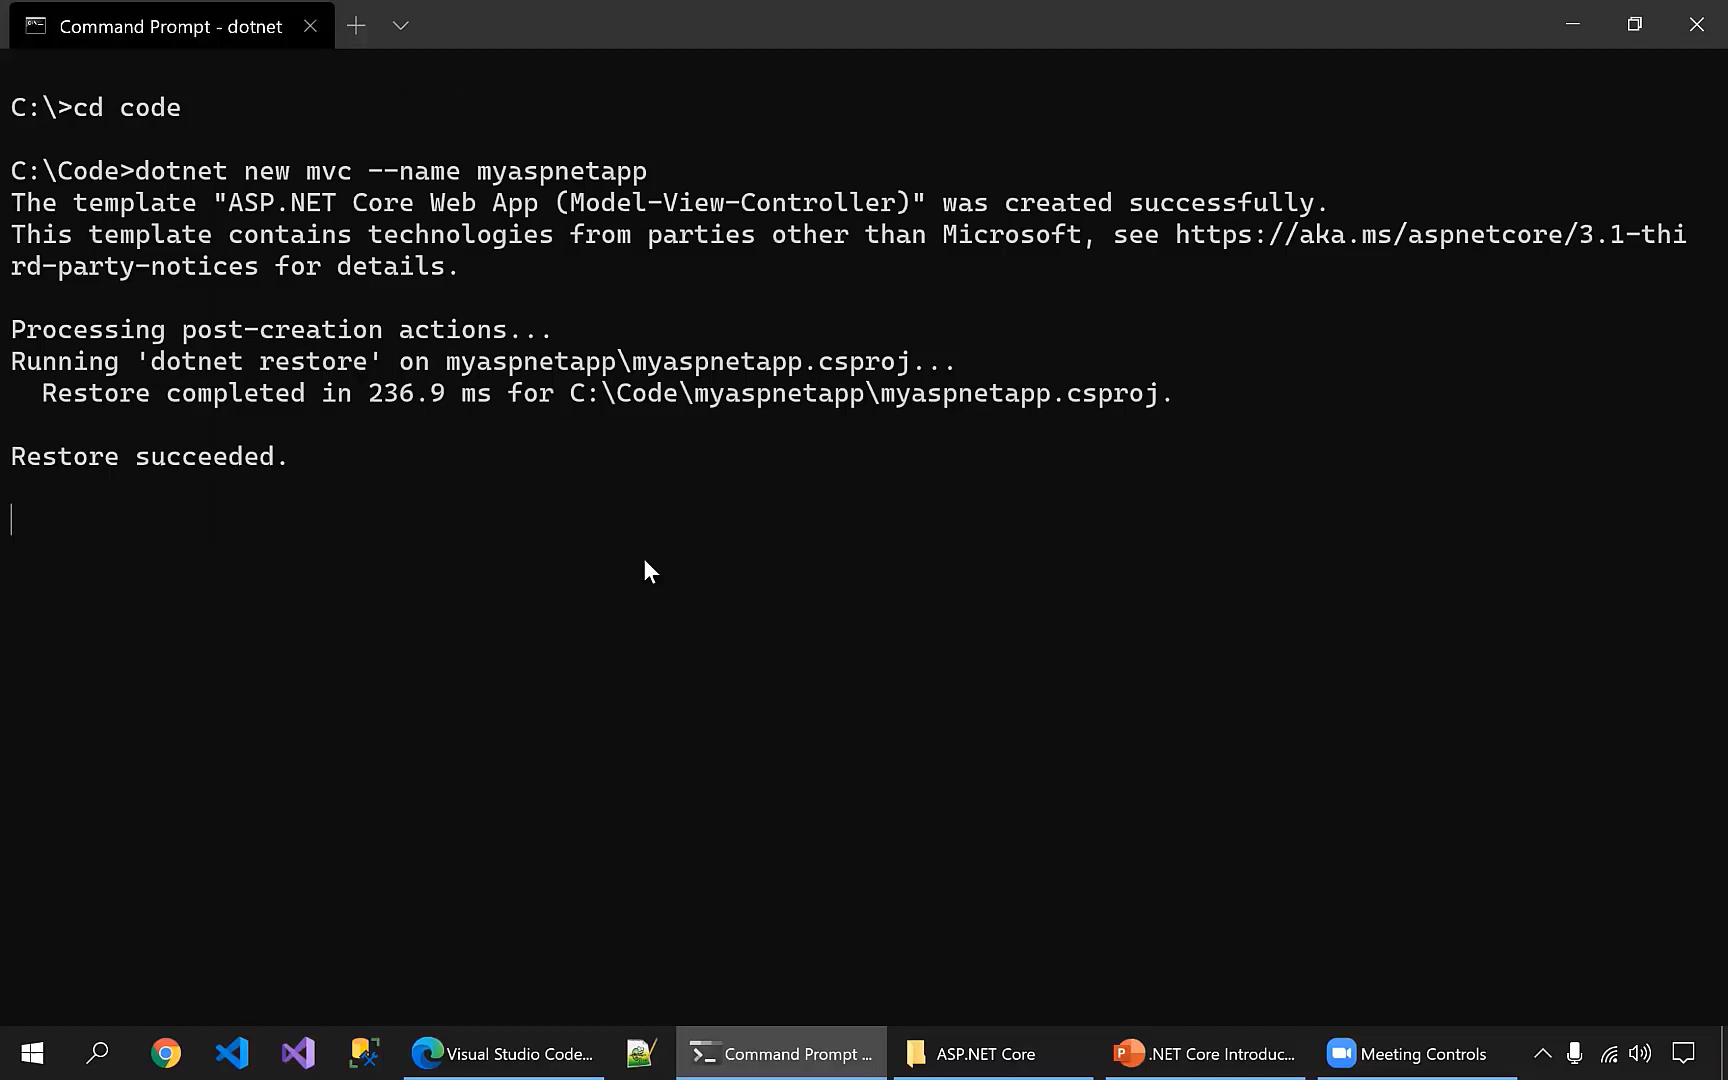 Command Prompt - dotnet
C:\>cd code
C:\Code>dotnet new mvc --name myaspnetapp
The template "ASP.NET Core Web App (Model-View-Controller)" was created successfully.
This template contains technologies from parties other than Microsoft, see https://aka.ms/aspnetcore/3.1-thi
rd-party-notices for details.
Processing post-creation actions...
Running 'dotnet restore' on myaspnetapp\myaspnetapp.csproj...
Restore completed in 236.9 ms for C:\Code\myaspnetapp\myaspnetapp.csproj.
Restore succeeded.
Visual Studio Code... Command Prompt ... ASP.NET Core .NET Core Introduc... Meeting Controls